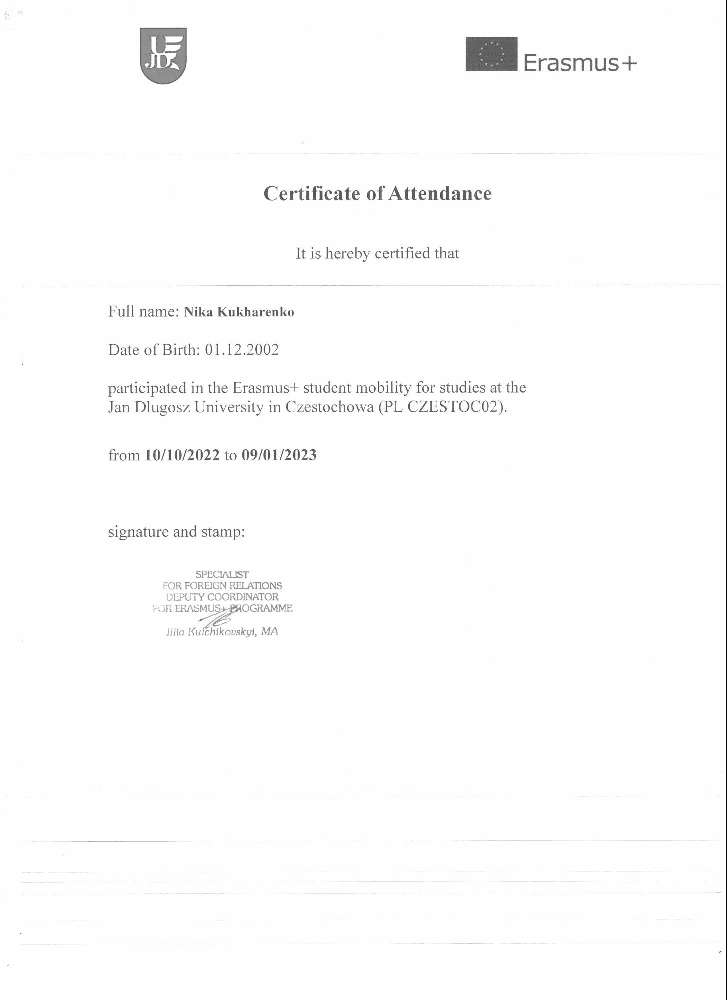 UJD
Erasmus+
Certificate of Attendance
It is hereby certified that
Full name: Nika Kukharenko
Date of Birth: 01.12.2002
participated in the Erasmus+ student mobility for studies at the
Jan Dlugosz University in Czestochowa (PL CZESTOC02).
from 10/10/2022 to 09/01/2023
signature and stamp:
SPECIALIST
FOR FOREIGN RELATIONS
DEPUTY COORDINATOR
FOR ERASMUS+ PROGRAMME
Illia Kulchikovskyi, MA